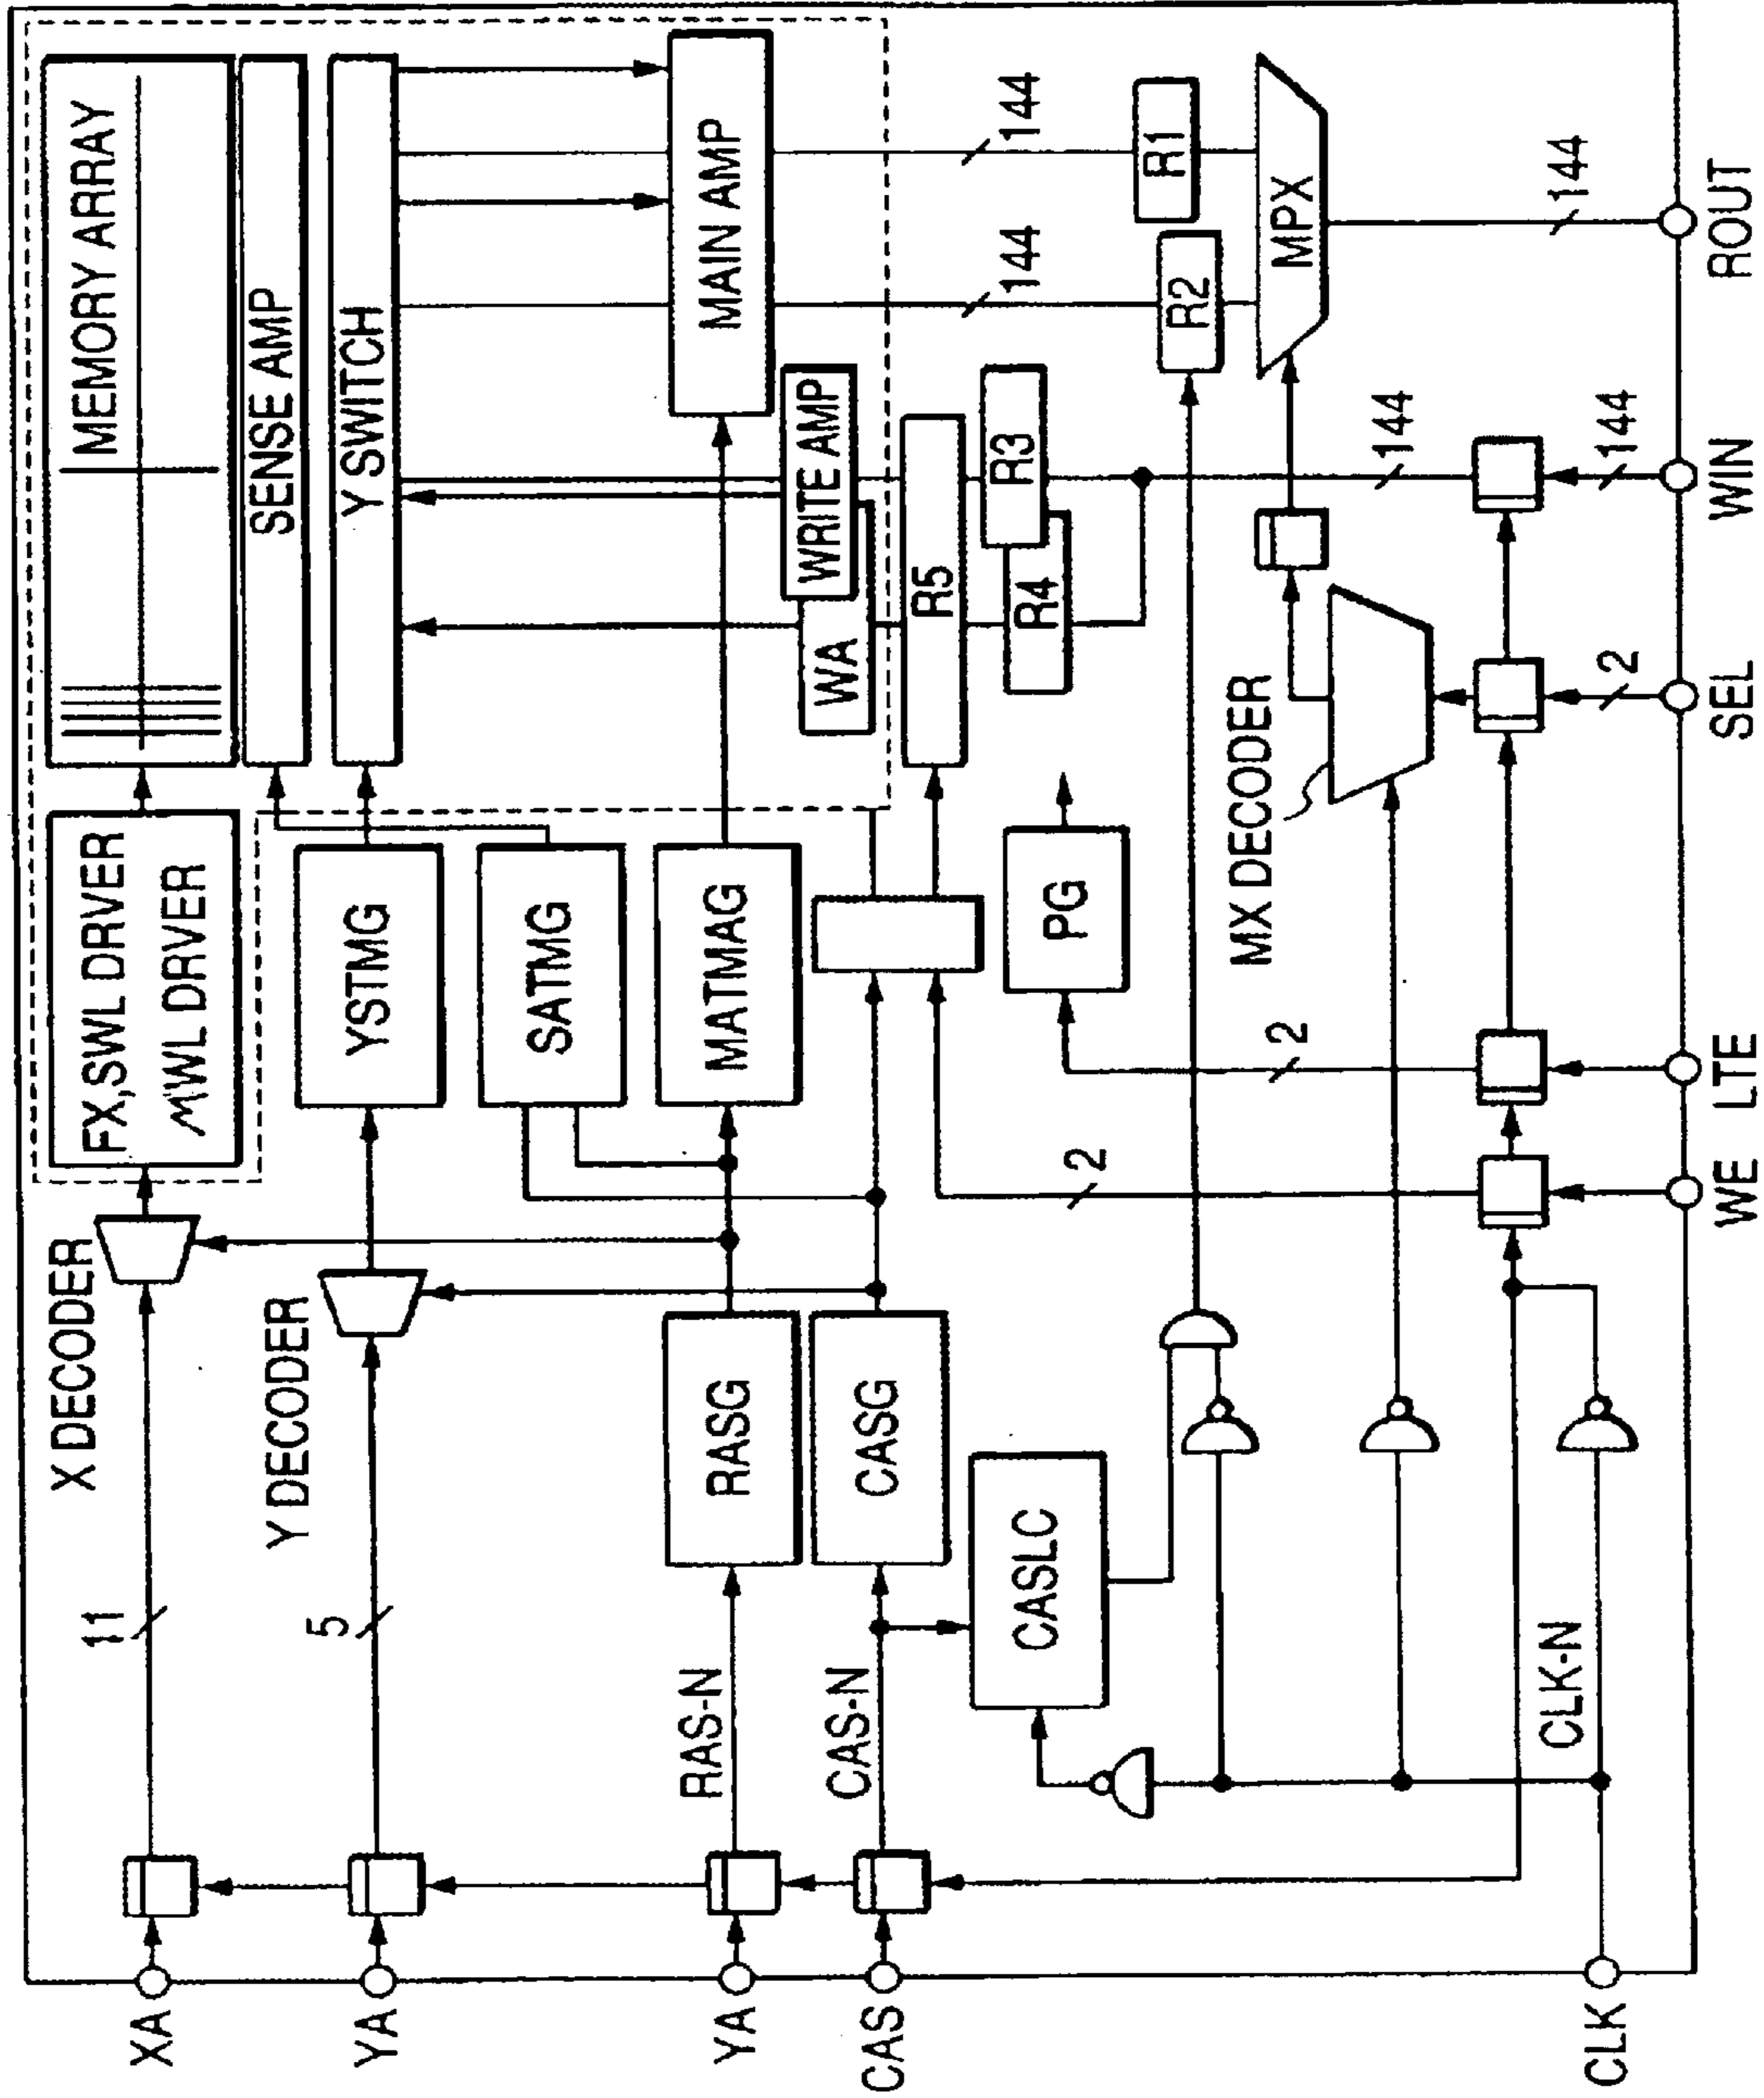 MEMORY ARRAY
SENSE AMP
Y SWITCH
MAIN AMP
WRITE AMP
WA
FX,SWL DRVER
MWL DRVER
YSTMG
SATMG
MATMAG
X DECODER
Y DECODER
11
5
RASG
CASG
RAS-N
CAS-N
CASLC
PG
R5
R3
R4
R2
R1
144
144
MPX
MX DECODER
144
144
144
2
2
2
CLK-N
XA
YA
YA
CAS
CLK
WE
LTE
SEL
WIN
ROUT